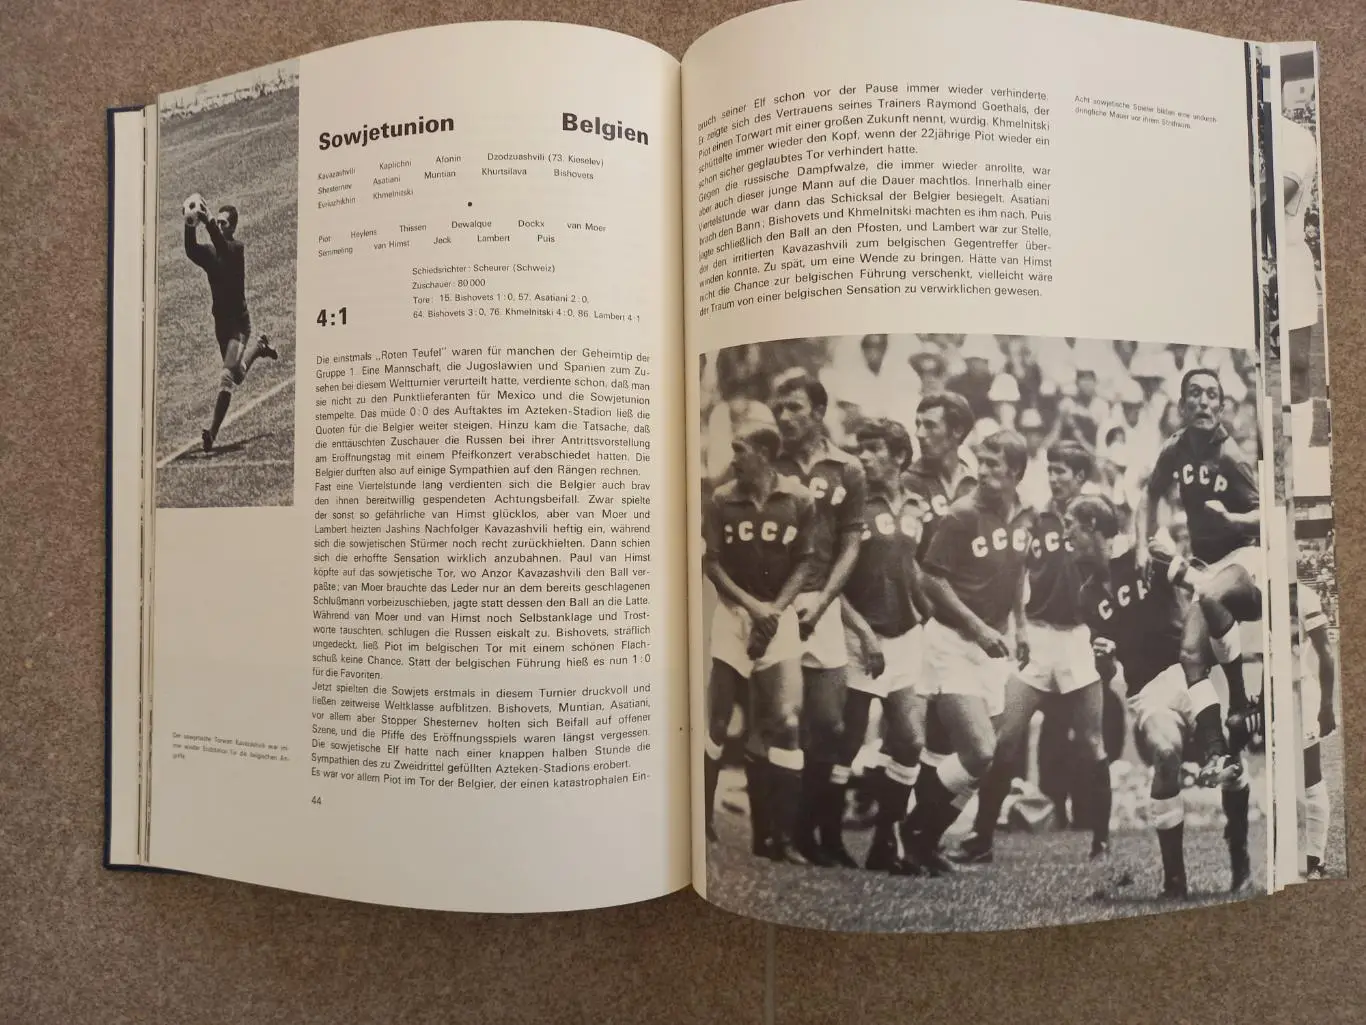 Sowjetunion Belgien
Kavazashvili Kaplichni Afonin Dzodzuashvili (73. Kiselev)
Shesternev Asatiani Muntian Khurtsilava Bishovets
Evriuzhikhin Khmelnitski
•
Piot Heylens Thissen Dewalque Dockx van Moer
Semmeling van Himst Jeck Lambert Puis
Schiedsrichter: Scheurer (Schweiz)
Zuschauer: 80000
Tore: 15. Bishovets 1:0, 57. Asatiani 2:0,
64. Bishovets 3:0, 76. Khmelnitski 4:0, 86. Lambert 4:1
4:1
Die einstmals „Roten Teufel" waren für manchen der Geheimtip der
Gruppe 1. Eine Mannschaft, die Jugoslawien und Spanien zum Zu-
sehen bei diesem Weltturnier verurteilt hatte, verdiente schon, daß man
sie nicht zu den Punktlieferanten für Mexico und die Sowjetunion
stempelte. Das müde 0:0 des Auftaktes im Azteken-Stadion ließ die
Quoten für die Belgier weiter steigen. Hinzu kam die Tatsache, daß
die enttäuschten Zuschauer die Russen bei ihrer Antrittsvorstellung
am Eröffnungstag mit einem Pfeifkonzert verabschiedet hatten. Die
Belgier durften also auf einige Sympathien auf den Rängen rechnen.
Fast eine Viertelstunde lang verdienten sich die Belgier auch brav
den ihnen bereitwillig gespendeten Achtungsbeifall. Zwar spielte
der sonst so gefährliche van Himst glücklos, aber van Moer und
Lambert heizten Jashins Nachfolger Kavazashvili heftig ein, während
sich die sowjetischen Stürmer noch recht zurückhielten. Dann schien
sich die erhoffte Sensation wirklich anzubahnen. Paul van Himst
köpfte auf das sowjetische Tor, wo Anzor Kavazashvili den Ball ver-
paßte; van Moer brauchte das Leder nur an dem bereits geschlagenen
Schlußmann vorbeizuschieben, jagte statt dessen den Ball an die Latte.
Während van Moer und van Himst noch Selbstanklage und Trost-
worte tauschten, schlugen die Russen eiskalt zu. Bishovets, sträflich
ungedeckt, ließ Piot im belgischen Tor mit einem schönen Flach-
schuß keine Chance. Statt der belgischen Führung hieß es nun 1:0
für die Favoriten.
Jetzt spielten die Sowjets erstmals in diesem Turnier druckvoll und
ließen zeitweise Weltklasse aufblitzen. Bishovets, Muntian, Asatiani,
vor allem aber Stopper Shesternev holten sich Beifall auf offener
Szene, und die Pfiffe des Eröffnungsspiels waren längst vergessen.
Die sowjetische Elf hatte nach einer knappen halben Stunde die
Sympathien des zu Zweidrittel gefüllten Azteken-Stadions erobert.
Es war vor allem Piot im Tor der Belgier, der einen katastrophalen Ein-
44
Der sowjetische Torwart Kavazashvili war im-
mer wieder Endstation für die belgischen An-
griffe.
bruch seiner Elf schon vor der Pause immer wieder verhinderte.
Er zeigte sich des Vertrauens seines Trainers Raymond Goethals, der
Piot einen Torwart mit einer großen Zukunft nennt, würdig. Khmelnitski
schüttelte immer wieder den Kopf, wenn der 22jährige Piot wieder ein
schon sicher geglaubtes Tor verhindert hatte.
Gegen die russische Dampfwalze, die immer wieder anrollte, war
aber auch dieser junge Mann auf die Dauer machtlos. Innerhalb einer
Viertelstunde war dann das Schicksal der Belgier besiegelt. Asatiani
brach den Bann; Bishovets und Khmelnitski machten es ihm nach. Puis
jagte schließlich den Ball an den Pfosten, und Lambert war zur Stelle,
der den irritierten Kavazashvili zum belgischen Gegentreffer über-
winden konnte. Zu spät, um eine Wende zu bringen. Hätte van Himst
nicht die Chance zur belgischen Führung verschenkt, vielleicht wäre
der Traum von einer belgischen Sensation zu verwirklichen gewesen.
Acht sowjetische Spieler bilden eine undurch-
dringliche Mauer vor ihrem Strafraum.
CCCP
CCCP
CCCP
CCCP
CCCP
CCCP